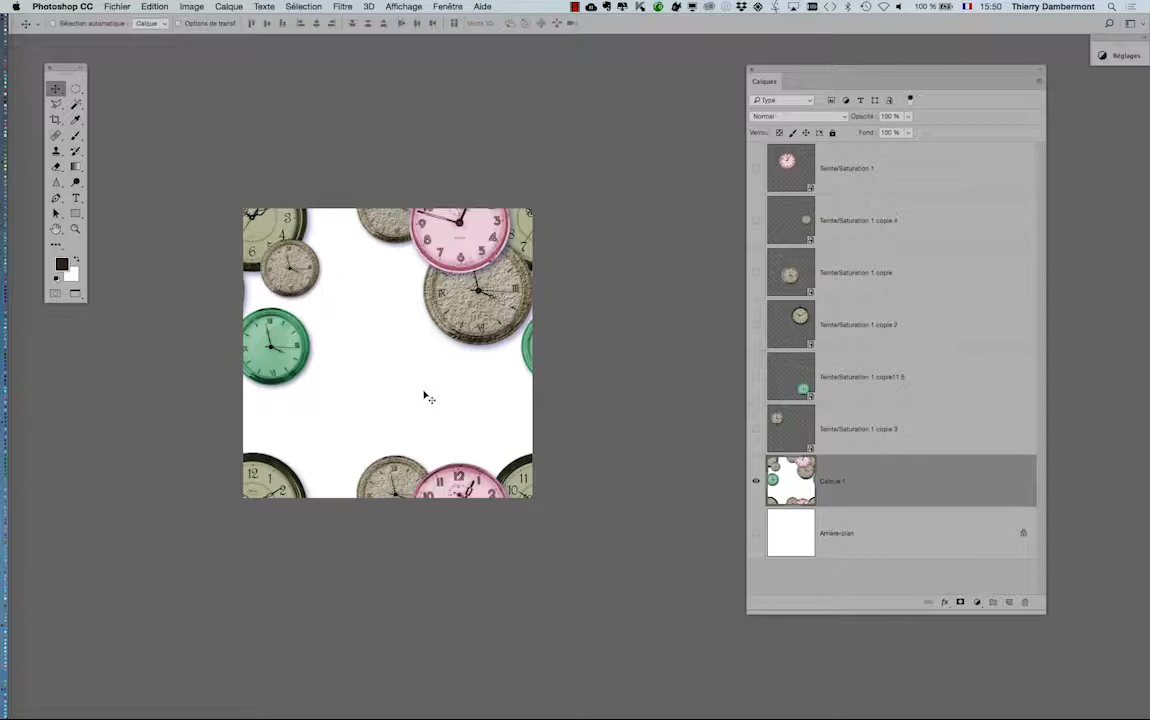 Photoshop CC Fichier Edition Image Calque Texte Sélection Filtre 3D Affichage Fenêtre Aide 100 % 15:50 Thierry Dambermont
Sélection automatique : Calque Options de transf. Mode 3D :
Réglages
Calques
Type
Normal Opacité : 100 %
Verrou : Fond : 100 %
Teinte/Saturation 1
Teinte/Saturation 1 copie 4
Teinte/Saturation 1 copie
Teinte/Saturation 1 copie 2
Teinte/Saturation 1 copie11 5
Teinte/Saturation 1 copie 3
Calque 1
Arrière-plan